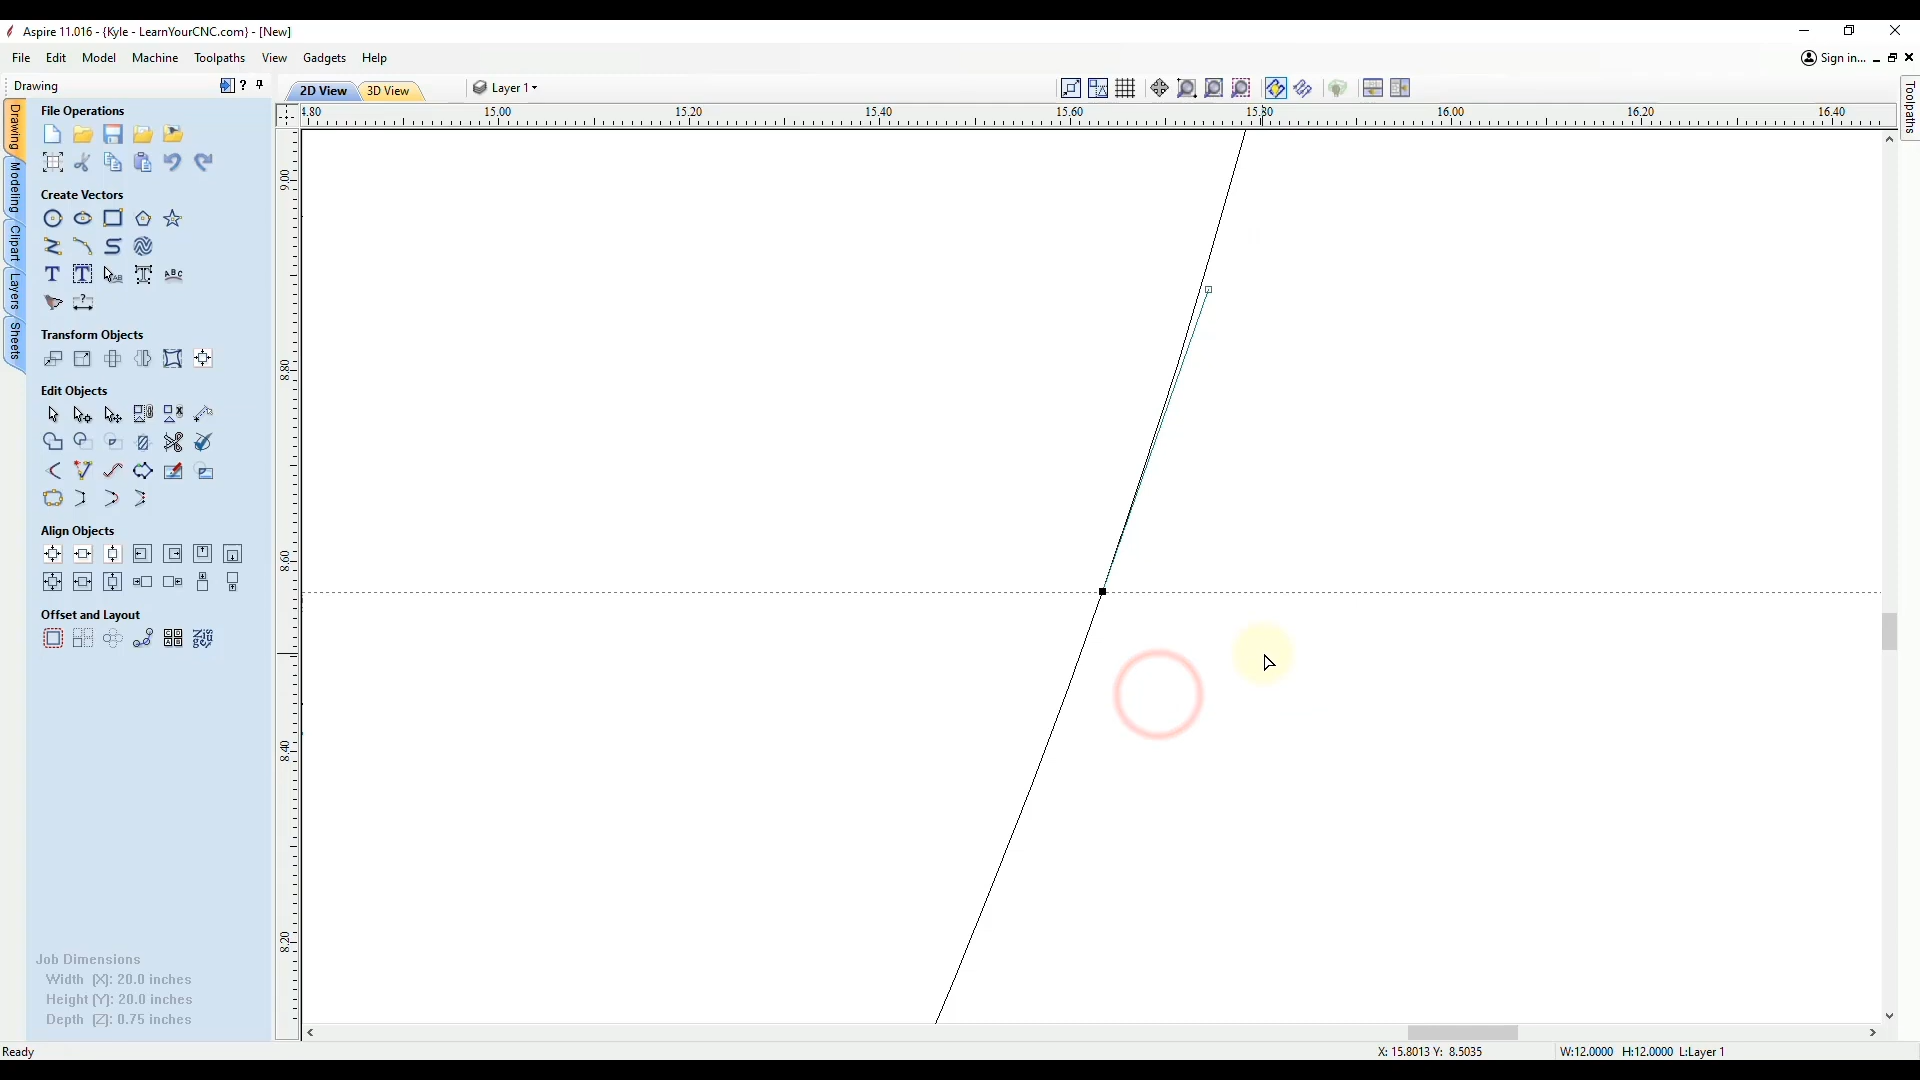 Aspire 11.016 - {Kyle - LearnYourCNC.com} - [New]
File Edit Model Machine Toolpaths View Gadgets Help
Sign in...
Drawing
2D View 3D View
Layer 1
Toolpaths
4.80 15.00 15.20 15.40 15.60 15.80 16.00 16.20 16.40
Drawing
Modeling
Clipart
Layers
Sheets
File Operations
Create Vectors
Transform Objects
Edit Objects
Align Objects
Offset and Layout
9.00
8.80
8.60
8.40
8.20
Job Dimensions
Width (X): 20.0 inches
Height (Y): 20.0 inches
Depth (Z): 0.75 inches
Ready
X: 15.8013 Y: 8.5035
W:12.0000 H:12.0000 L:Layer 1